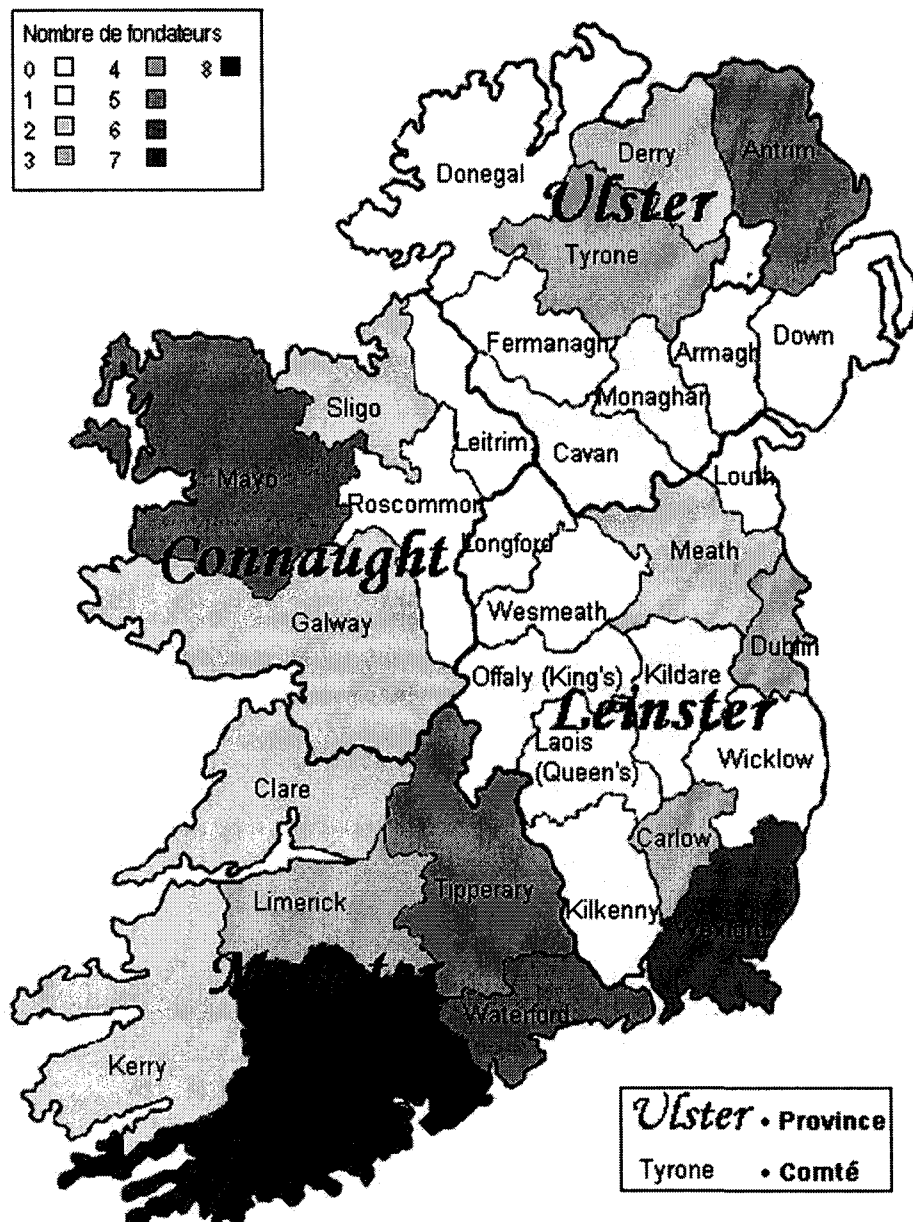 Nombre de fondateurs
0 4 8
1 5
2 6
3 7
Donegal
Derry
Antrim
Ulster
Tyrone
Fermanagh
Armagh
Down
Monaghan
Sligo
Leitrim
Cavan
Louth
Mayo
Roscommon
Connaught
Longford
Meath
Galway
Wesmeath
Dublin
Offaly (King's)
Kildare
Leinster
Laois
(Queen's)
Wicklow
Clare
Carlow
Limerick
Tipperary
Kilkenny
Wexford
Munster
Waterford
Kerry
Ulster • Province
Tyrone • Comté